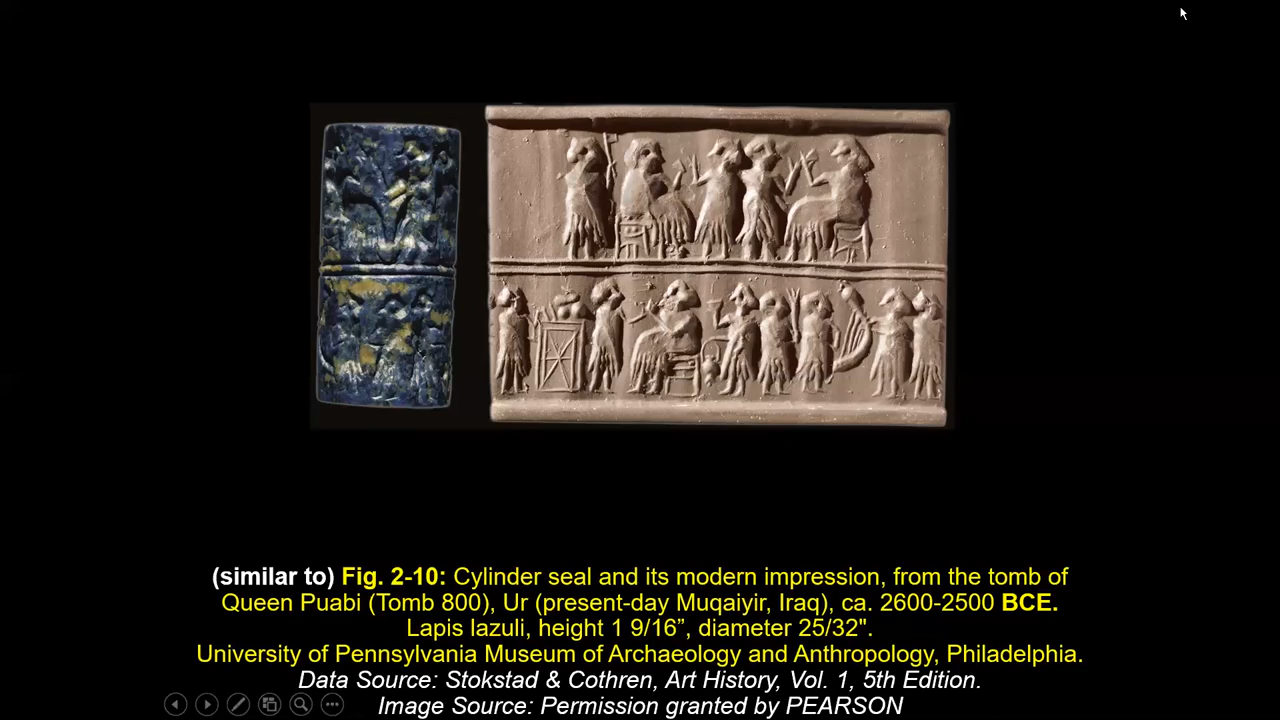 (similar to) Fig. 2-10: Cylinder seal and its modern impression, from the tomb of
Queen Puabi (Tomb 800), Ur (present-day Muqaiyir, Iraq), ca. 2600-2500 BCE.
Lapis lazuli, height 1 9/16”, diameter 25/32".
University of Pennsylvania Museum of Archaeology and Anthropology, Philadelphia.
Data Source: Stokstad & Cothren, Art History, Vol. 1, 5th Edition.
Image Source: Permission granted by PEARSON